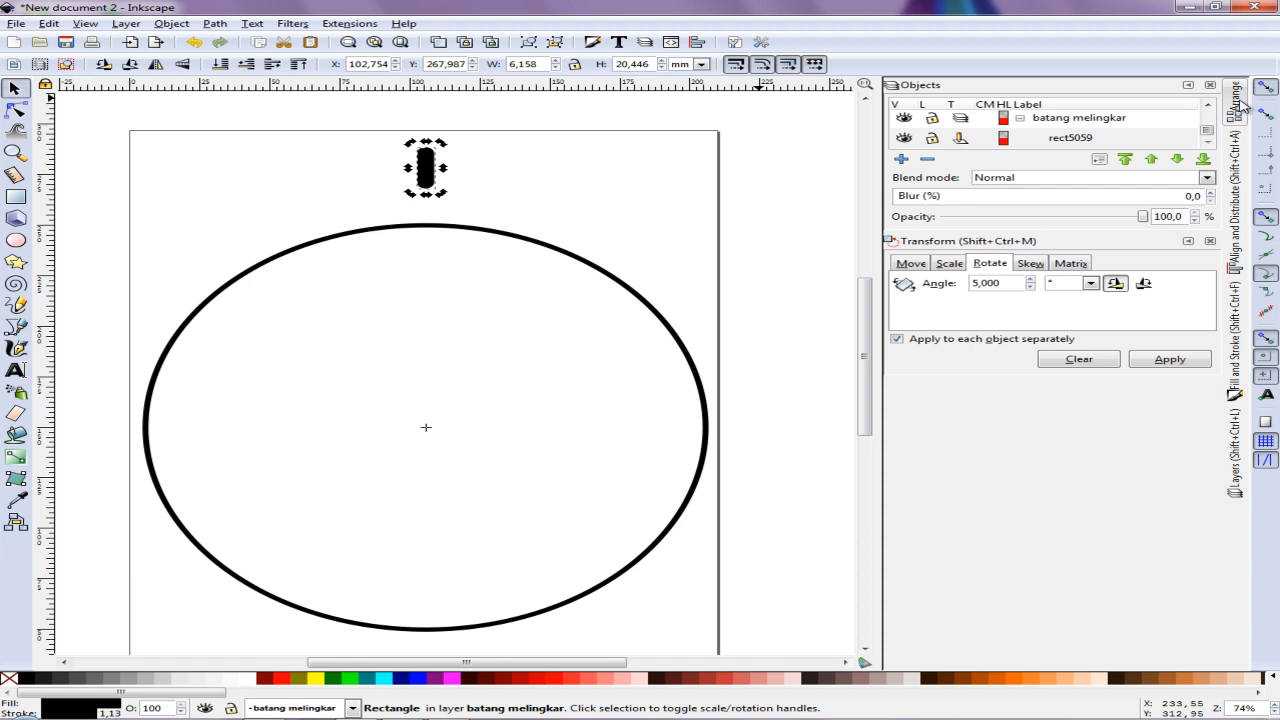 *New document 2 - Inkscape
File Edit View Layer Object Path Text Filters Extensions Help
X: 102,754 Y: 267,987 W: 6,158 H: 20,446 mm
Objects
V L T CM HL Label
batang melingkar
rect5059
Blend mode: Normal
Blur (%) 0,0
Opacity: 100,0 %
Transform (Shift+Ctrl+M)
Move Scale Rotate Skew Matrix
Angle: 5,000 °
Apply to each object separately
Clear Apply
Arrange
Align and Distribute (Shift+Ctrl+A)
Fill and Stroke (Shift+Ctrl+F)
Layers (Shift+Ctrl+L)
Fill:
Stroke: 1,13
O: 100
•batang melingkar
Rectangle in layer batang melingkar. Click selection to toggle scale/rotation handles.
X: 233,55
Y: 312,95
Z: 74%